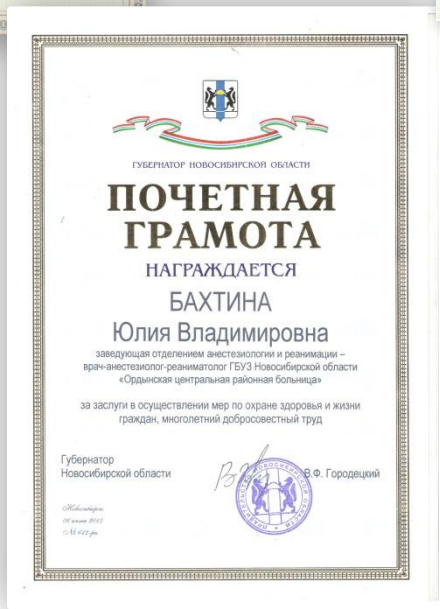 ГУБЕРНАТОР НОВОСИБИРСКОЙ ОБЛАСТИ
ПОЧЕТНАЯ
ГРАМОТА
НАГРАЖДАЕТСЯ
БАХТИНА
Юлия Владимировна
заведующая отделением анестезиологии и реанимации –
врач-анестезиолог-реаниматолог ГБУЗ Новосибирской области
«Ордынская центральная районная больница»
за заслуги в осуществлении мер по охране здоровья и жизни
граждан, многолетний добросовестный труд
Губернатор
Новосибирской области
В.Ф. Городецкий
Новосибирск